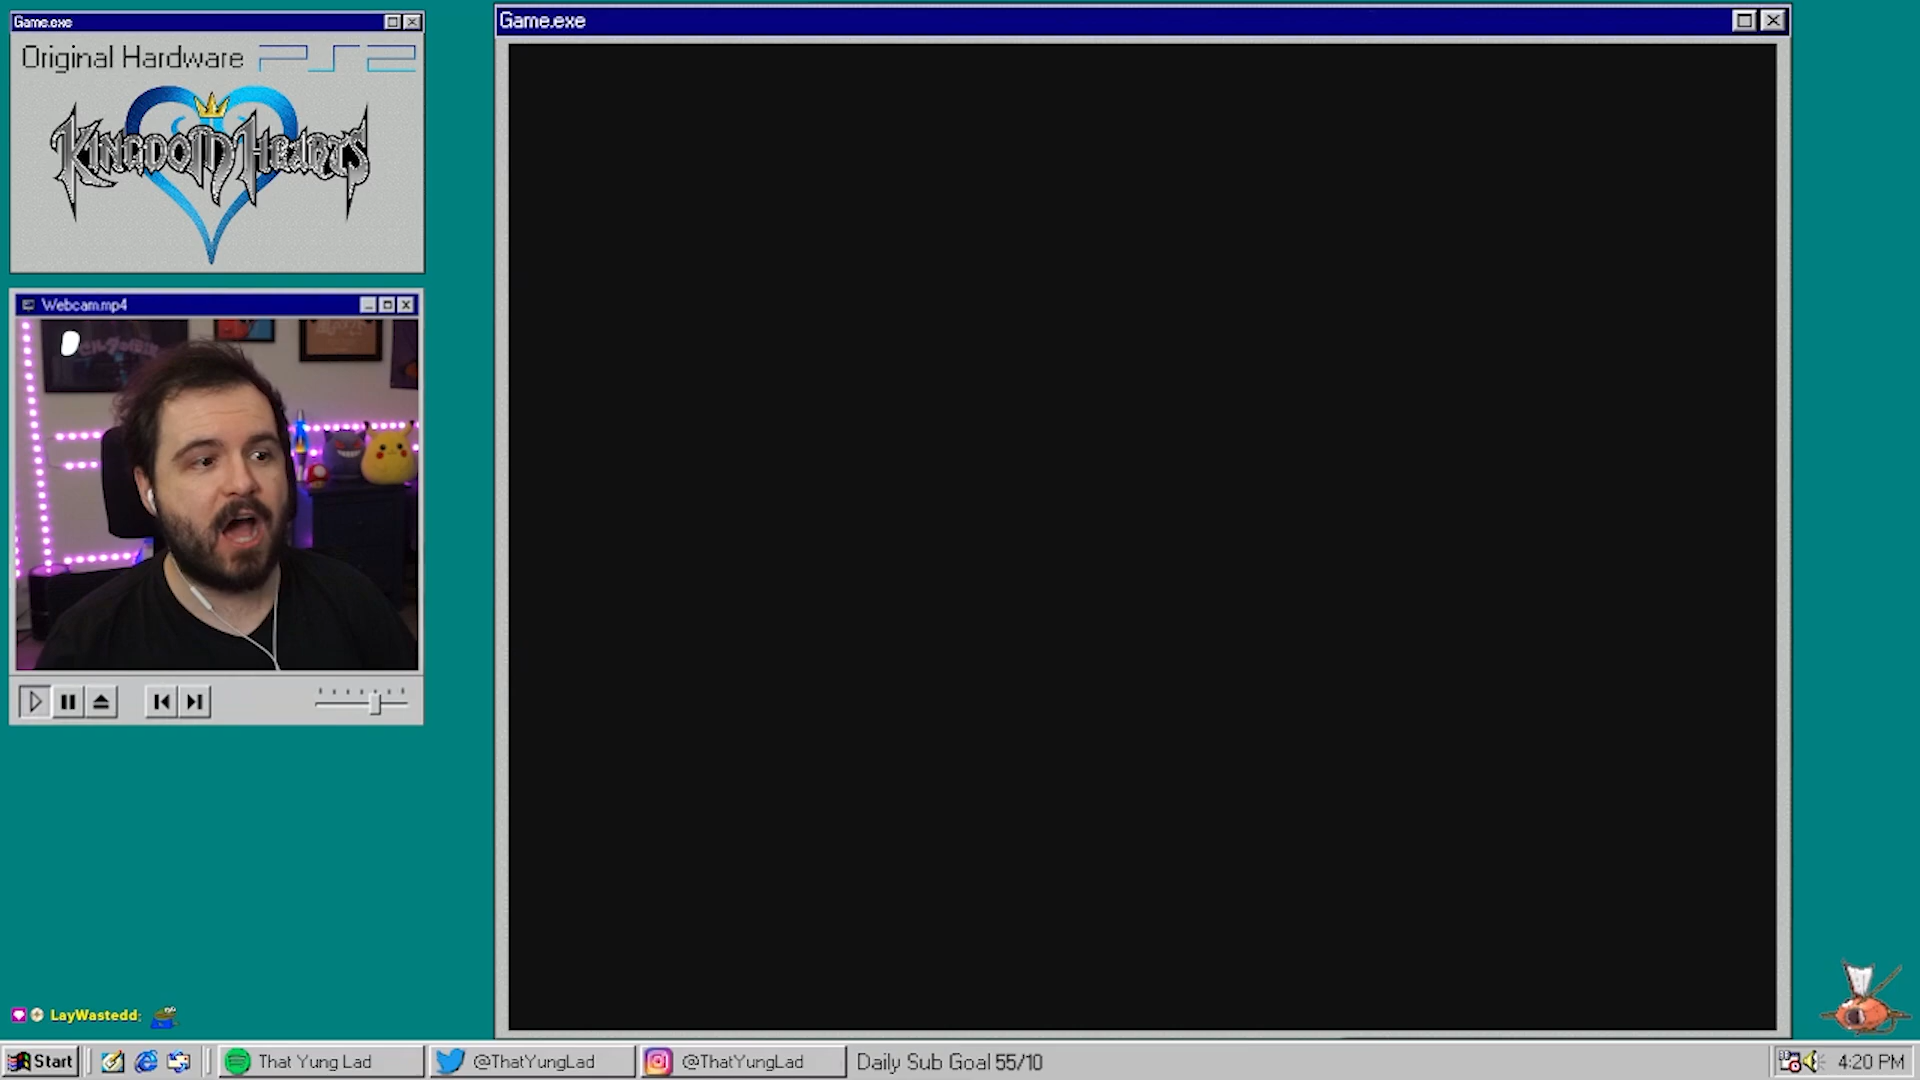 Game.exe
Original Hardware PS2
KINGDOM HEARTS
Webcam.mp4
Game.exe
LayWastedd:
Start
That Yung Lad
@ThatYungLad
@ThatYungLad
Daily Sub Goal 55/10
4:20 PM